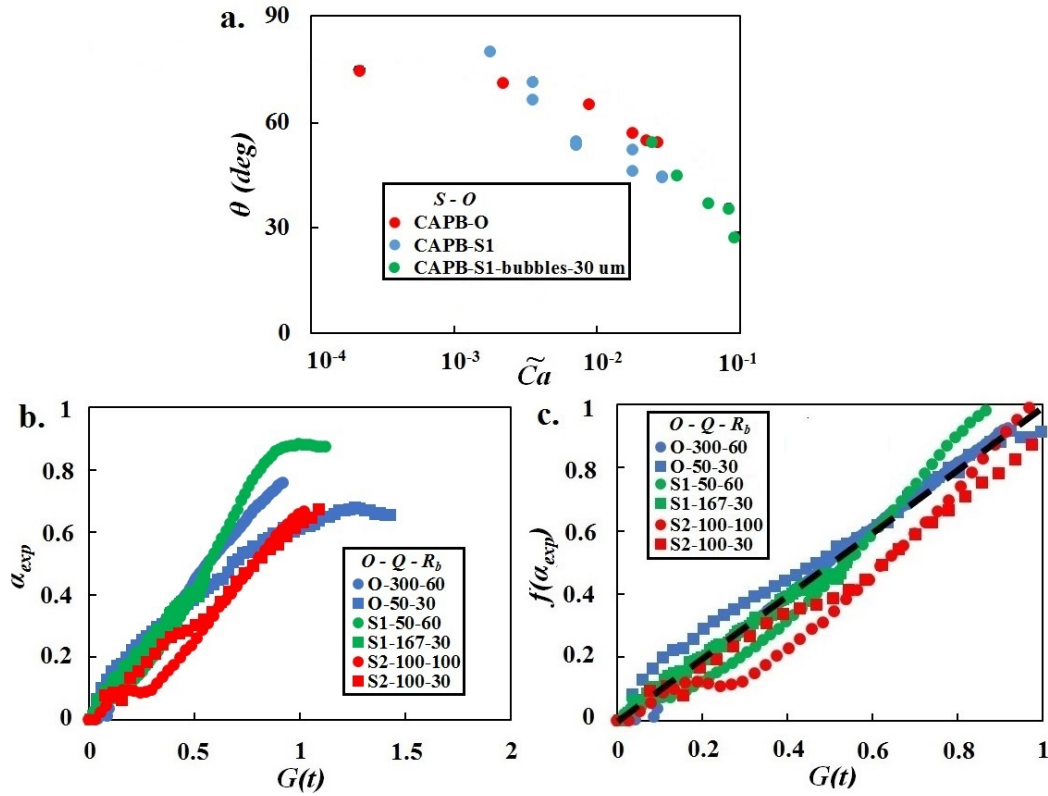 a.
90
60
30
0
θ (deg)
S - O
CAPB-O
CAPB-S1
CAPB-S1-bubbles-30 um
10-4
10-3
10-2
10-1
C̃a
b.
1
0.8
0.6
0.4
0.2
0
αexp
O - Q - Rb
O-300-60
O-50-30
S1-50-60
S1-167-30
S2-100-100
S2-100-30
0
0.5
1
1.5
2
G(t)
c.
1
0.8
0.6
0.4
0.2
0
f(αexp)
O - Q - Rb
O-300-60
O-50-30
S1-50-60
S1-167-30
S2-100-100
S2-100-30
0
0.2
0.4
0.6
0.8
1
G(t)